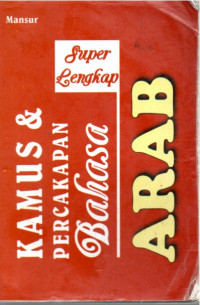 Mansur
Super
Lengkap
KAMUS &
PERCAKAPAN
Bahasa
ARAB